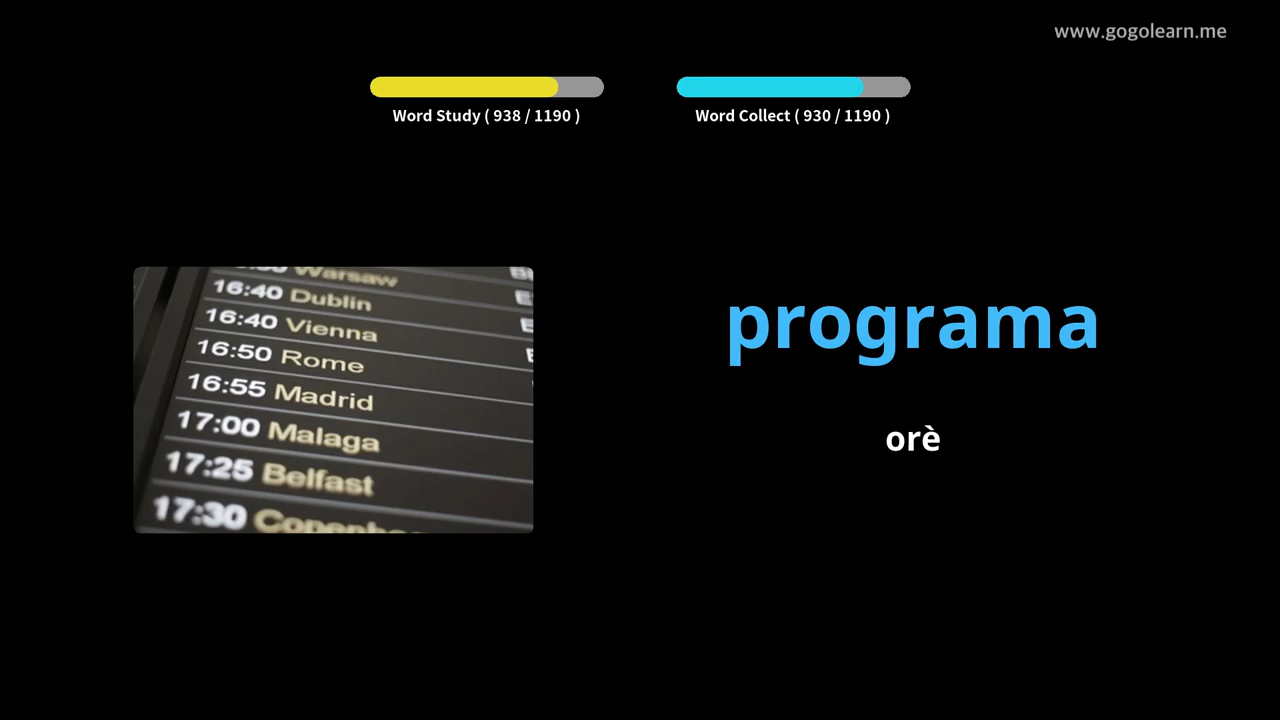 www.gogolearn.me
Word Study ( 938 / 1190 )
Word Collect ( 930 / 1190 )
Warsaw
16:40 Dublin
16:40 Vienna
16:50 Rome
16:55 Madrid
17:00 Malaga
17:25 Belfast
17:30
programa
orè